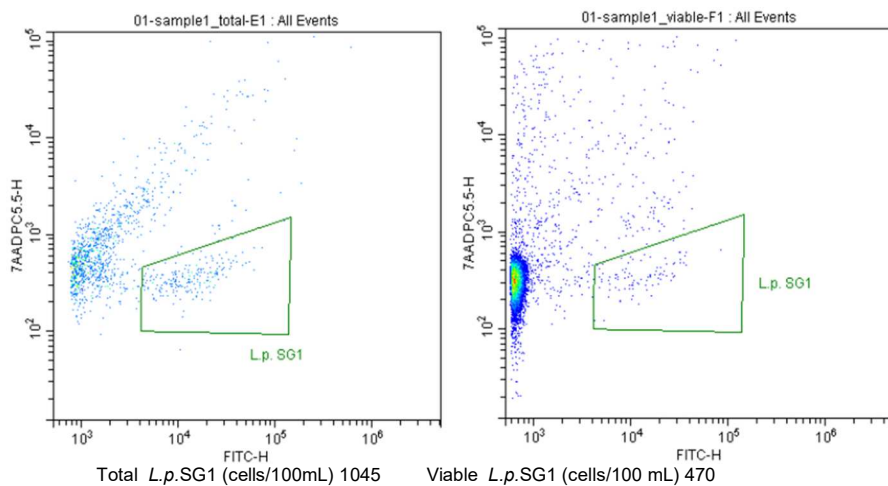 01-sample1_total-E1 : All Events
10^5
10^4
10^3
10^2
7AADPC5.5-H
L.p. SG1
10^3 10^4 10^5 10^6
FITC-H
01-sample1_viable-F1 : All Events
10^5
10^4
10^3
10^2
7AADPC5.5-H
L.p. SG1
10^3 10^4 10^5 10^6
FITC-H
Total L.p.SG1 (cells/100mL) 1045 Viable L.p.SG1 (cells/100 mL) 470